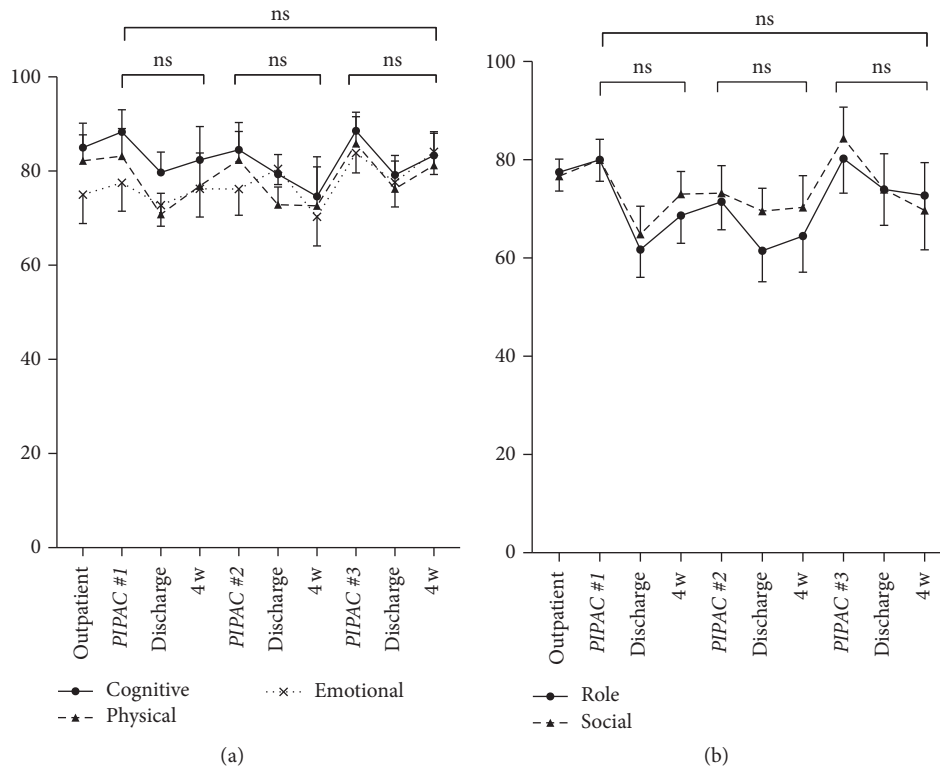 ns
ns
ns
ns
100
80
60
40
20
0
Outpatient
PIPAC #1
Discharge
4 w
PIPAC #2
Discharge
4 w
PIPAC #3
Discharge
4 w
Cognitive
Emotional
Physical
(a)
ns
ns
ns
ns
100
80
60
40
20
0
Outpatient
PIPAC #1
Discharge
4 w
PIPAC #2
Discharge
4 w
PIPAC #3
Discharge
4 w
Role
Social
(b)